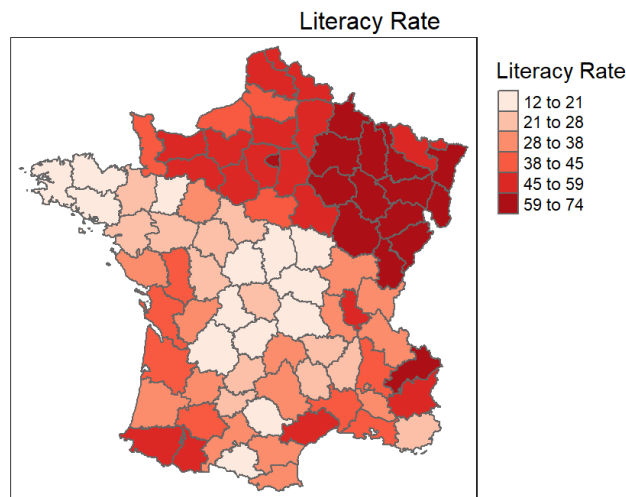 Literacy Rate
Literacy Rate
12 to 21
21 to 28
28 to 38
38 to 45
45 to 59
59 to 74